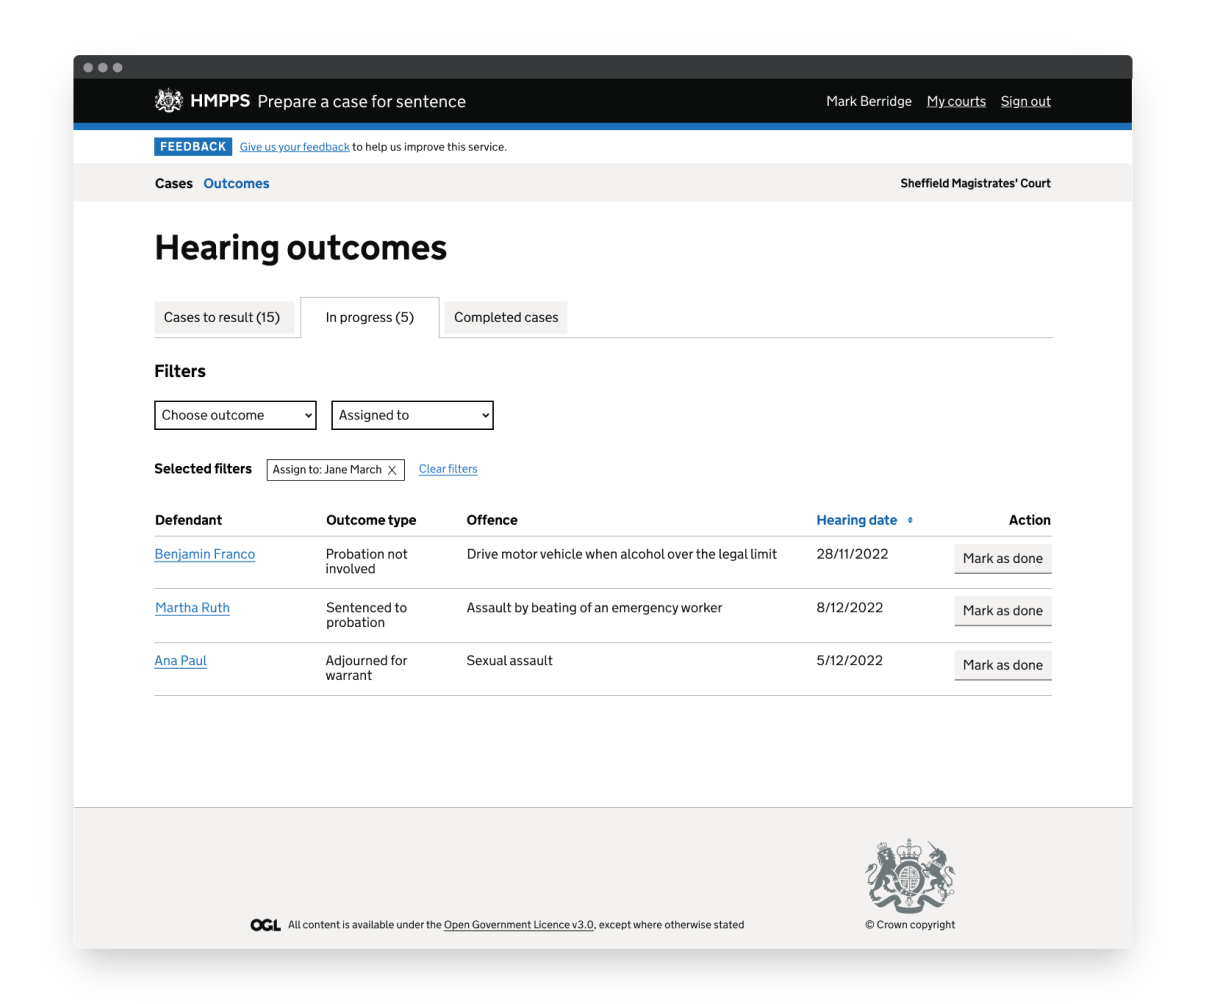 HMPPS Prepare a case for sentence Mark Berridge My courts Sign out
FEEDBACK Give us your feedback to help us improve this service.
Cases Outcomes Sheffield Magistrates' Court
Hearing outcomes
Cases to result (15) In progress (5) Completed cases
Filters
Choose outcome Assigned to
Selected filters Assign to: Jane March X Clear filters
Defendant Outcome type Offence Hearing date Action
Benjamin Franco Probation not involved Drive motor vehicle when alcohol over the legal limit 28/11/2022 Mark as done
Martha Ruth Sentenced to probation Assault by beating of an emergency worker 8/12/2022 Mark as done
Ana Paul Adjourned for warrant Sexual assault 5/12/2022 Mark as done
OGL All content is available under the Open Government Licence v3.0, except where otherwise stated © Crown copyright